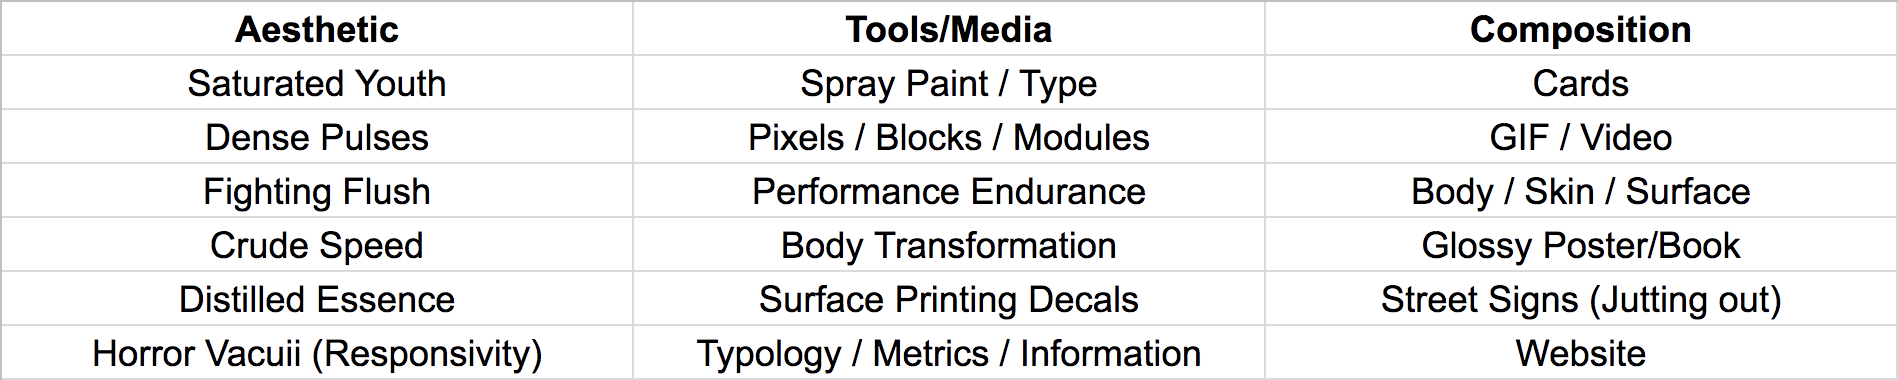 Aesthetic Tools/Media Composition
Saturated Youth Spray Paint / Type Cards
Dense Pulses Pixels / Blocks / Modules GIF / Video
Fighting Flush Performance Endurance Body / Skin / Surface
Crude Speed Body Transformation Glossy Poster/Book
Distilled Essence Surface Printing Decals Street Signs (Jutting out)
Horror Vacuii (Responsivity) Typology / Metrics / Information Website